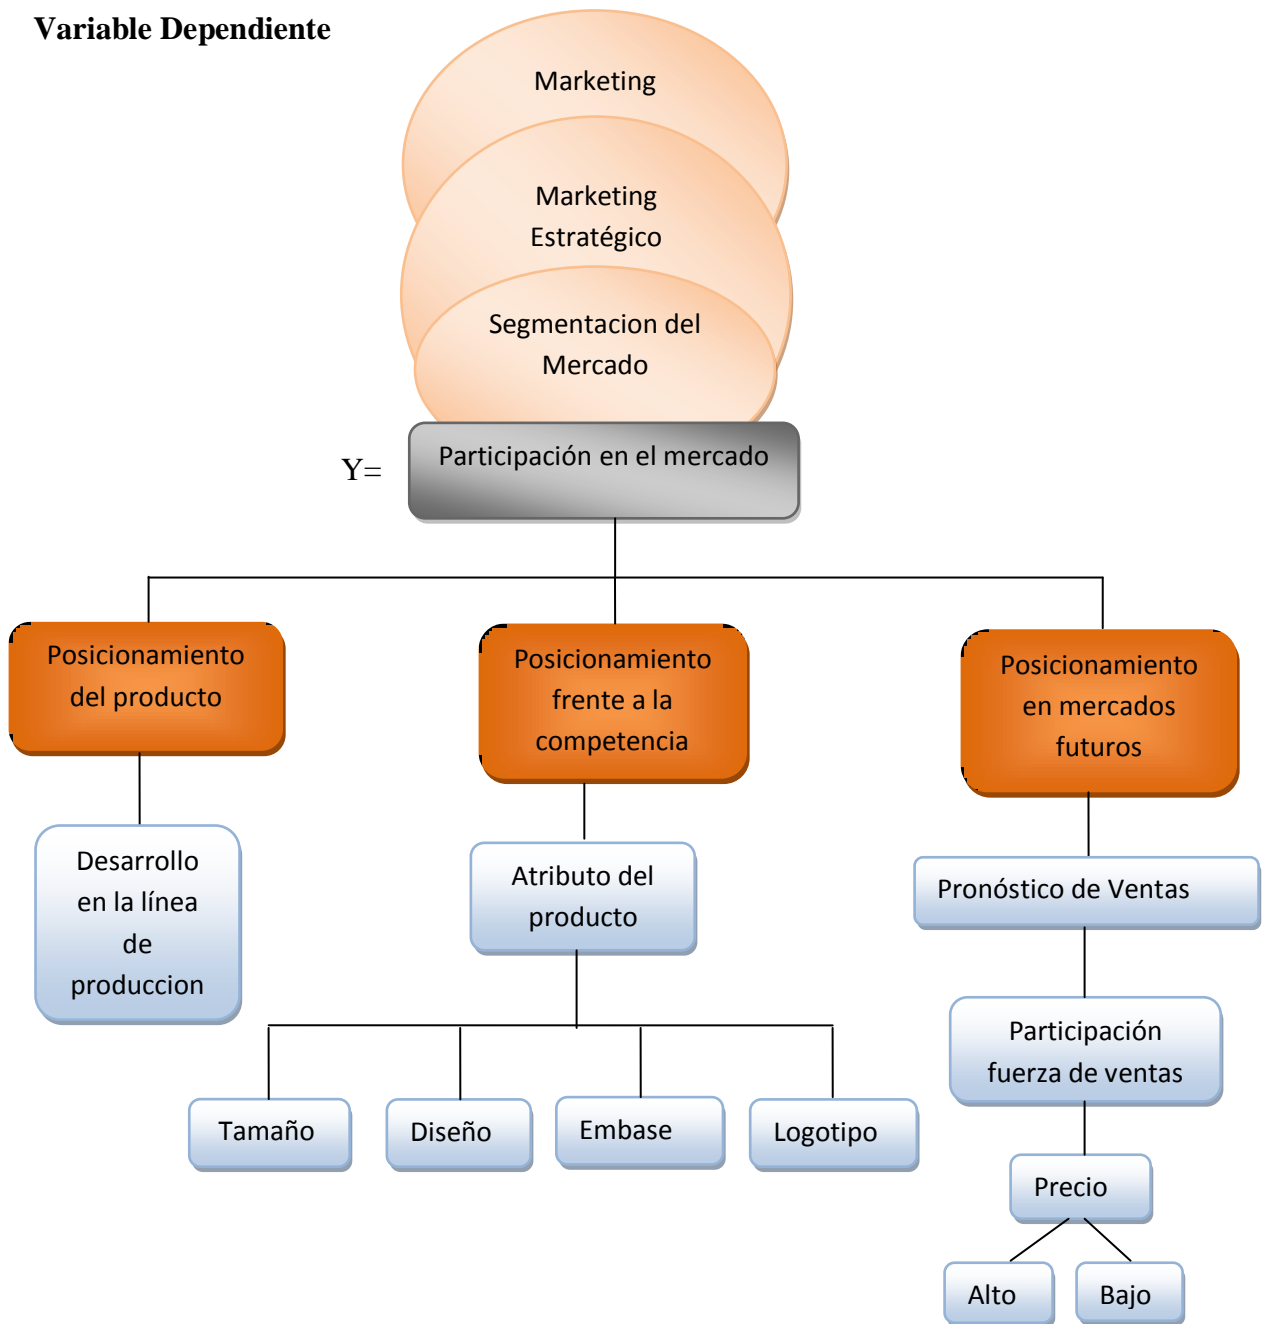 Variable Dependiente
Marketing
Marketing
Estratégico
Segmentacion del
Mercado
Y=
Participación en el mercado
Posicionamiento
del producto
Posicionamiento
frente a la
competencia
Posicionamiento
en mercados
futuros
Desarrollo
en la línea
de
produccion
Atributo del
producto
Pronóstico de Ventas
Participación
fuerza de ventas
Tamaño
Diseño
Embase
Logotipo
Precio
Alto
Bajo